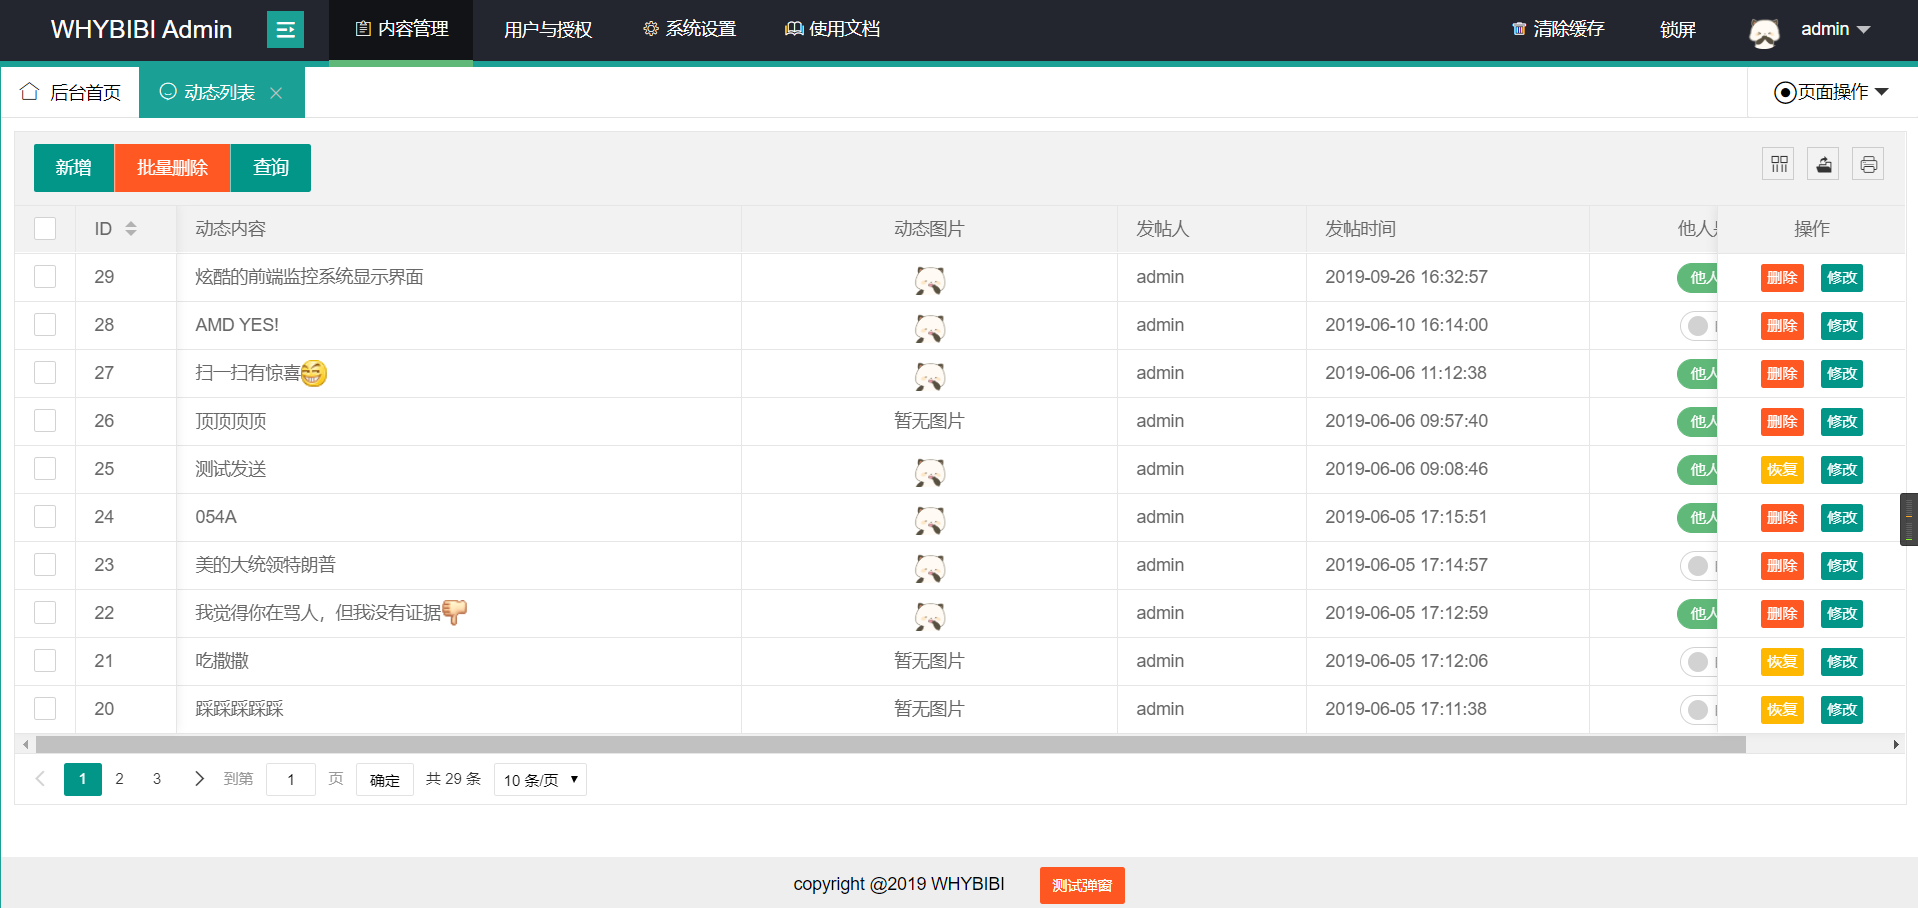 WHYBIBI Admin 内容管理 用户与授权 系统设置 使用文档 清除缓存 锁屏 admin
后台首页 动态列表 页面操作
新增 批量删除 查询
ID 动态内容 动态图片 发帖人 发帖时间 他人 操作
29 炫酷的前端监控系统显示界面 admin 2019-09-26 16:32:57 他人 删除 修改
28 AMD YES! admin 2019-06-10 16:14:00 删除 修改
27 扫一扫有惊喜 admin 2019-06-06 11:12:38 他人 删除 修改
26 顶顶顶顶 暂无图片 admin 2019-06-06 09:57:40 他人 删除 修改
25 测试发送 admin 2019-06-06 09:08:46 他人 恢复 修改
24 054A admin 2019-06-05 17:15:51 他人 删除 修改
23 美的大统领特朗普 admin 2019-06-05 17:14:57 删除 修改
22 我觉得你在骂人，但我没有证据 admin 2019-06-05 17:12:59 他人 删除 修改
21 吃撒撒 暂无图片 admin 2019-06-05 17:12:06 恢复 修改
20 踩踩踩踩踩 暂无图片 admin 2019-06-05 17:11:38 恢复 修改
1 2 3 到第 1 页 确定 共 29 条 10 条/页
copyright @2019 WHYBIBI 测试弹窗